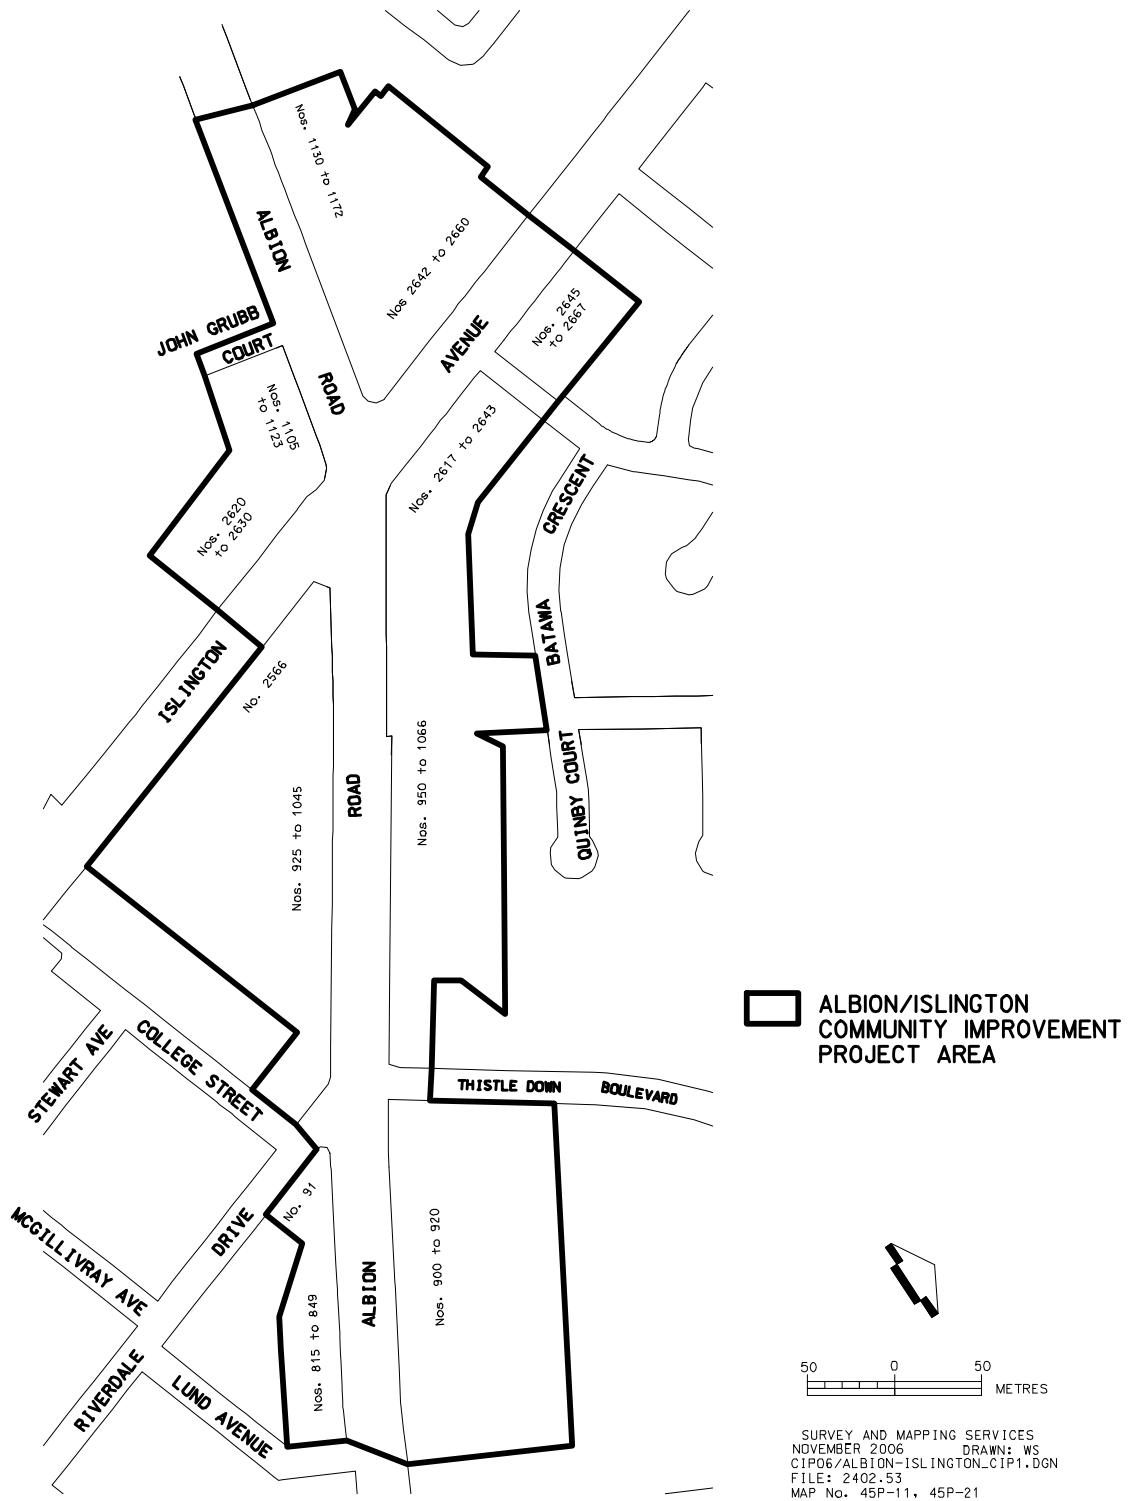 Nos. 1130 to 1172
ALBION
Nos 2642 to 2660
JOHN GRUBB
COURT
ROAD
AVENUE
Nos. 2645
to 2667
Nos. 1105
to 1123
Nos. 2617 to 2643
Nos. 2620
to 2630
CRESCENT
BATAWA
ISLINGTON
No. 2566
ROAD
Nos. 925 to 1045
Nos. 950 to 1066
QUINBY COURT
ALBION/ISLINGTON
COMMUNITY IMPROVEMENT
PROJECT AREA
STEWART AVE
COLLEGE STREET
THISTLE DOWN BOULEVARD
No. 91
MCGILLIVRAY AVE
DRIVE
Nos. 900 to 920
ALBION
Nos. 815 to 849
RIVERDALE
LUND AVENUE
50 0 50
METRES
SURVEY AND MAPPING SERVICES
NOVEMBER 2006 DRAWN: WS
CIP06/ALBION-ISLINGTON_CIP1.DGN
FILE: 2402.53
MAP No. 45P-11, 45P-21